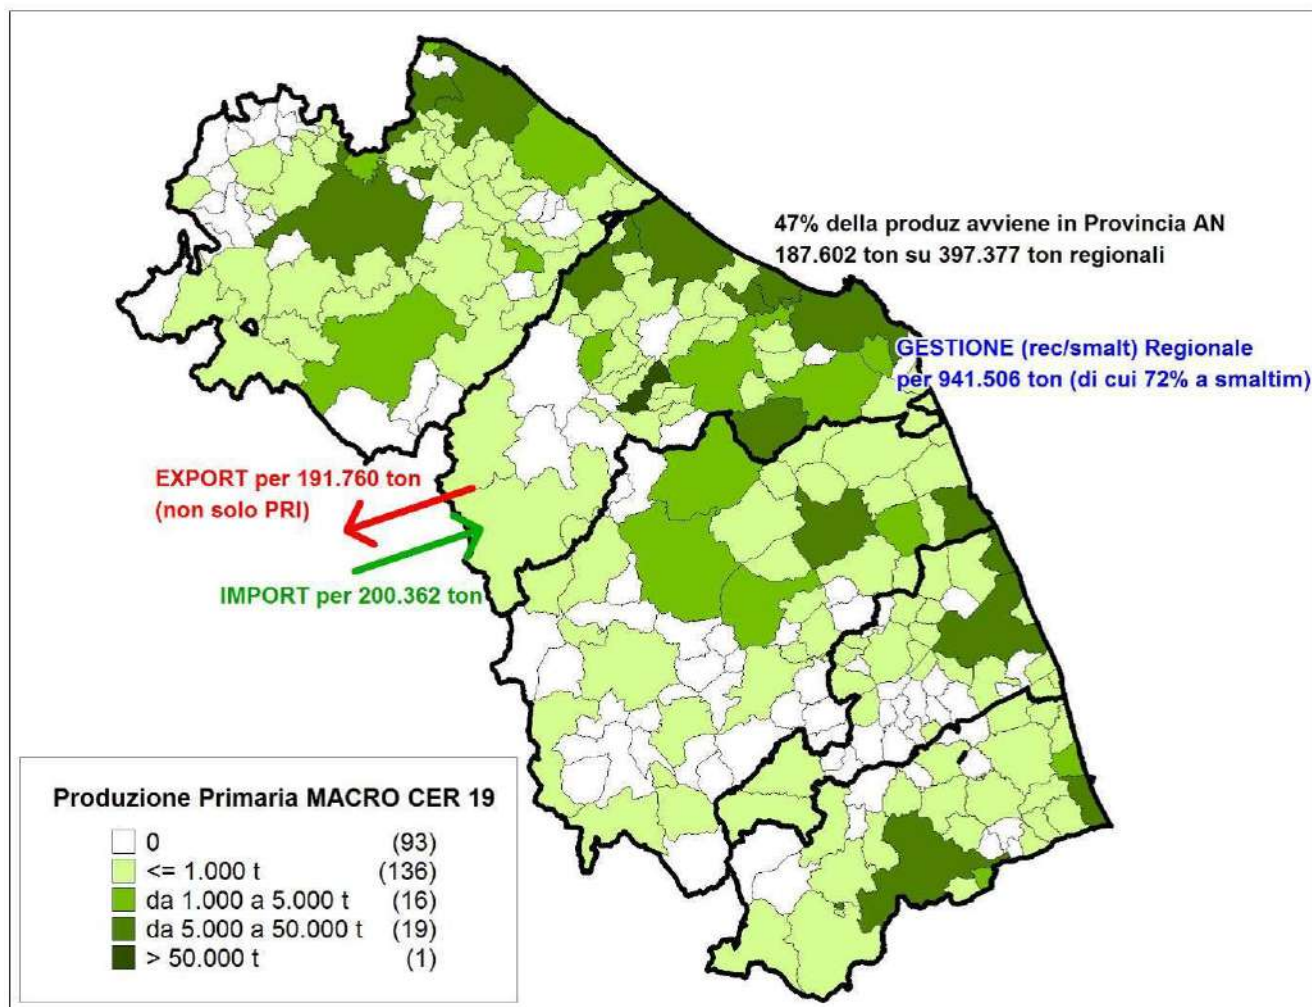 47% della produz avviene in Provincia AN
187.602 ton su 397.377 ton regionali
GESTIONE (rec/smalt) Regionale
per 941.506 ton (di cui 72% a smaltim)
EXPORT per 191.760 ton
(non solo PRI)
IMPORT per 200.362 ton
Produzione Primaria MACRO CER 19
0 (93)
<= 1.000 t (136)
da 1.000 a 5.000 t (16)
da 5.000 a 50.000 t (19)
> 50.000 t (1)